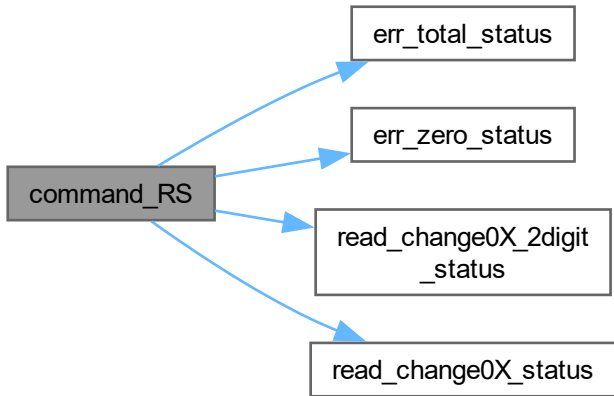 err_total_status
err_zero_status
command_RS
read_change0X_2digit
_status
read_change0X_status